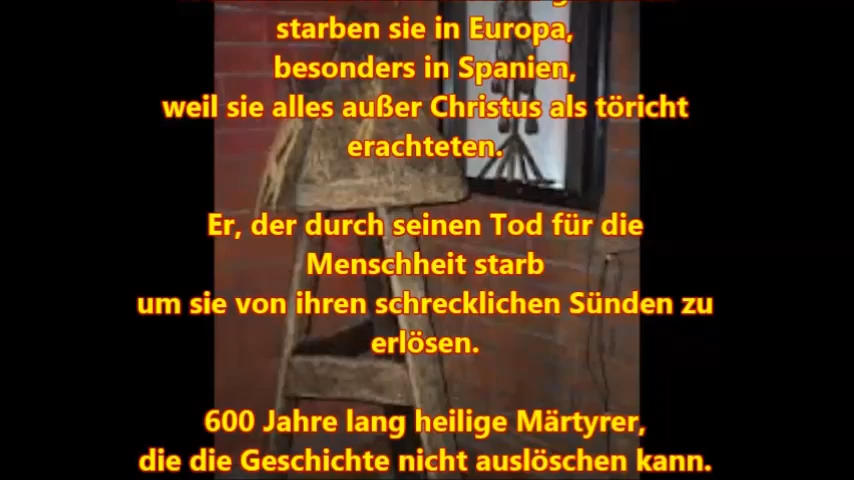 starben sie in Europa,
besonders in Spanien,
weil sie alles außer Christus als töricht
erachteten.
Er, der durch seinen Tod für die
Menschheit starb
um sie von ihren schrecklichen Sünden zu
erlösen.
600 Jahre lang heilige Märtyrer,
die die Geschichte nicht auslöschen kann.